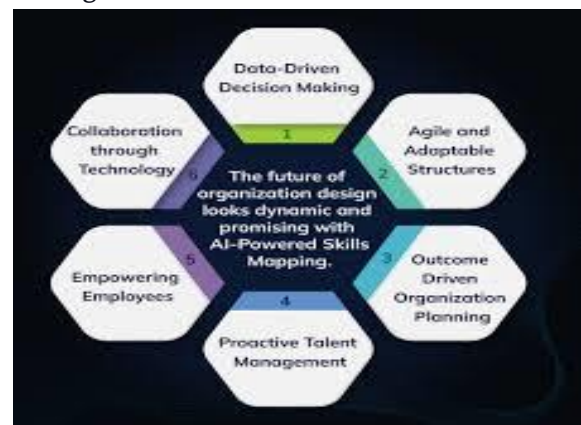 Data-Driven
Decision Making
1
Agile and
Adaptable
Structures
2
Outcome
Driven
Organization
Planning
3
Proactive Talent
Management
4
Empowering
Employees
5
Collaboration
through
Technology
6
The future of
organization design
looks dynamic and
promising with
AI-Powered Skills
Mapping.